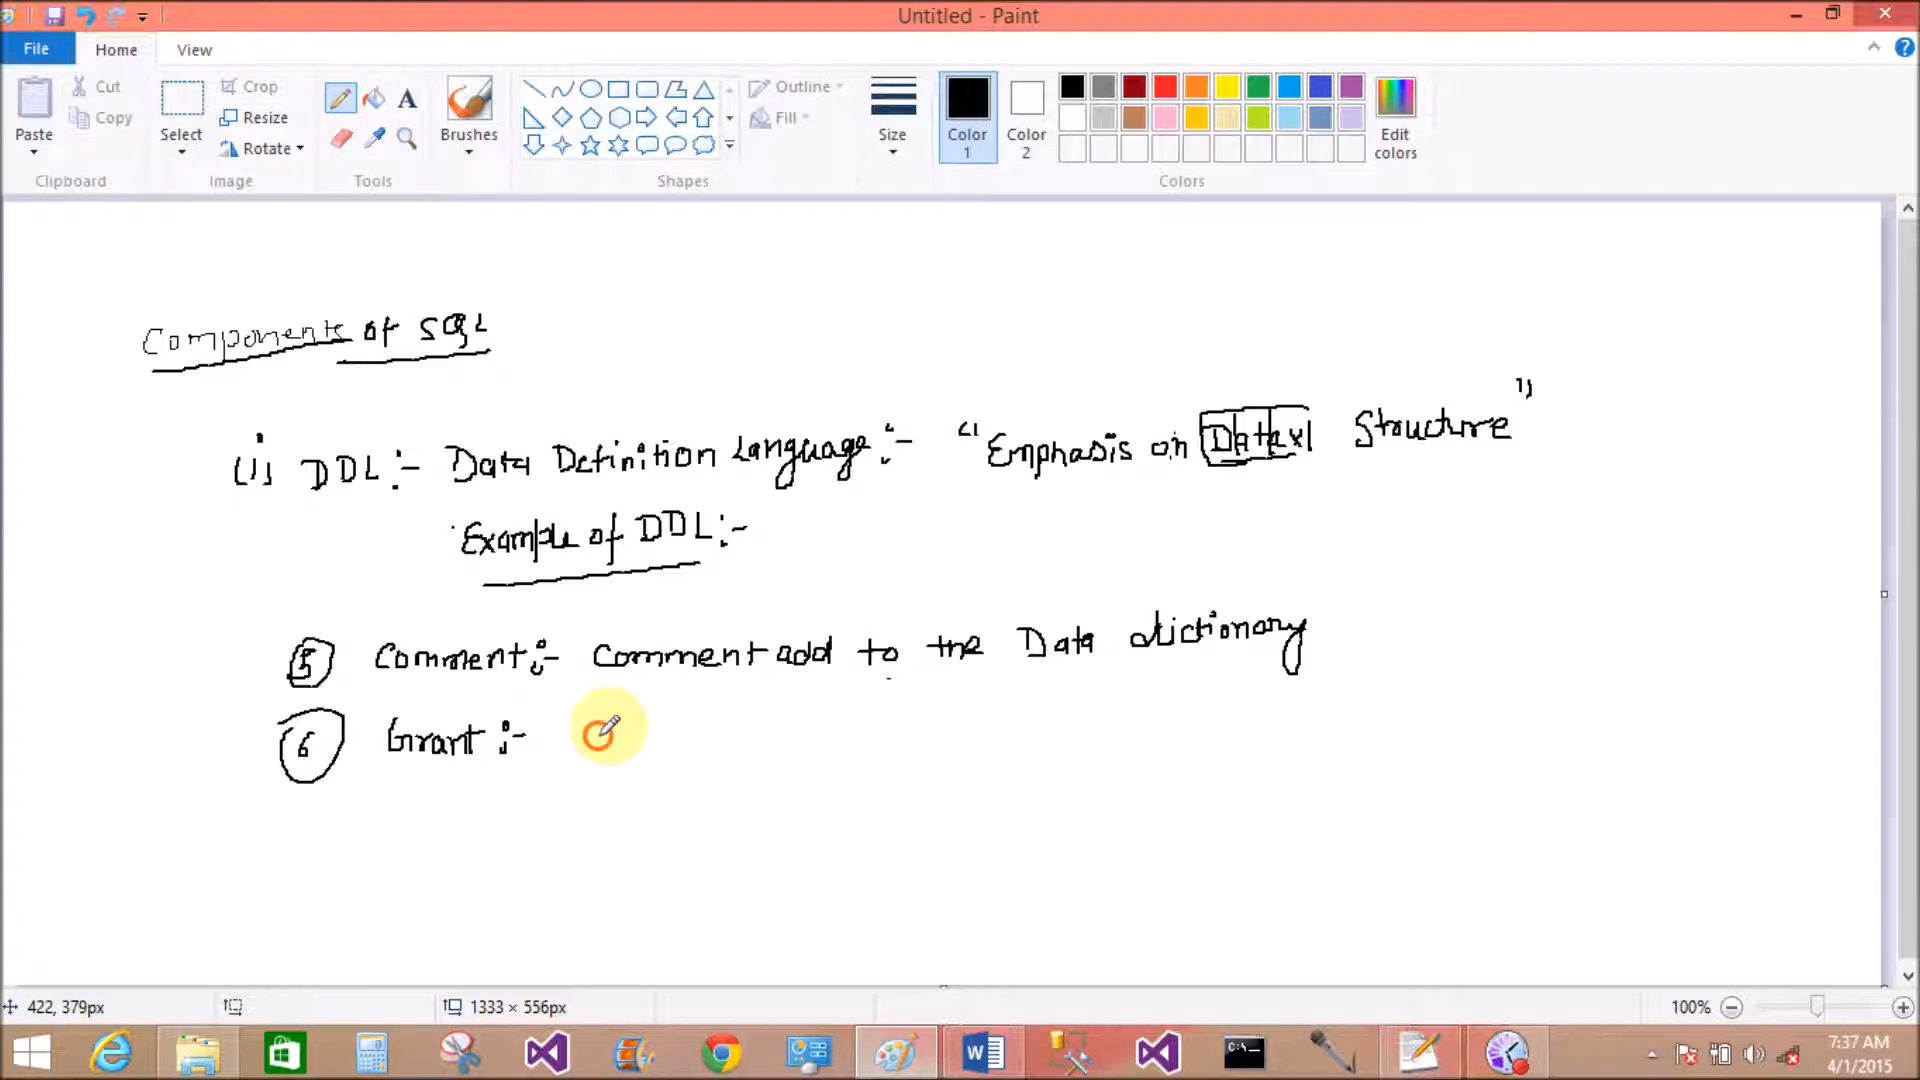 Untitled - Paint
File Home View
Paste
Cut
Copy
Clipboard
Select
Crop
Resize
Rotate
Image
Tools
Brushes
Shapes
Outline
Fill
Size
Color 1
Color 2
Edit colors
Colors
Components of SQL
(1) DDL :- Data Definition Language :- "Emphasis on Data Structure"
Example of DDL :-
5 Comment :- Comment add to the Data dictionary
6 Grant :-
422, 379px
1333 × 556px
100%
C:\_
7:37 AM
4/1/2015